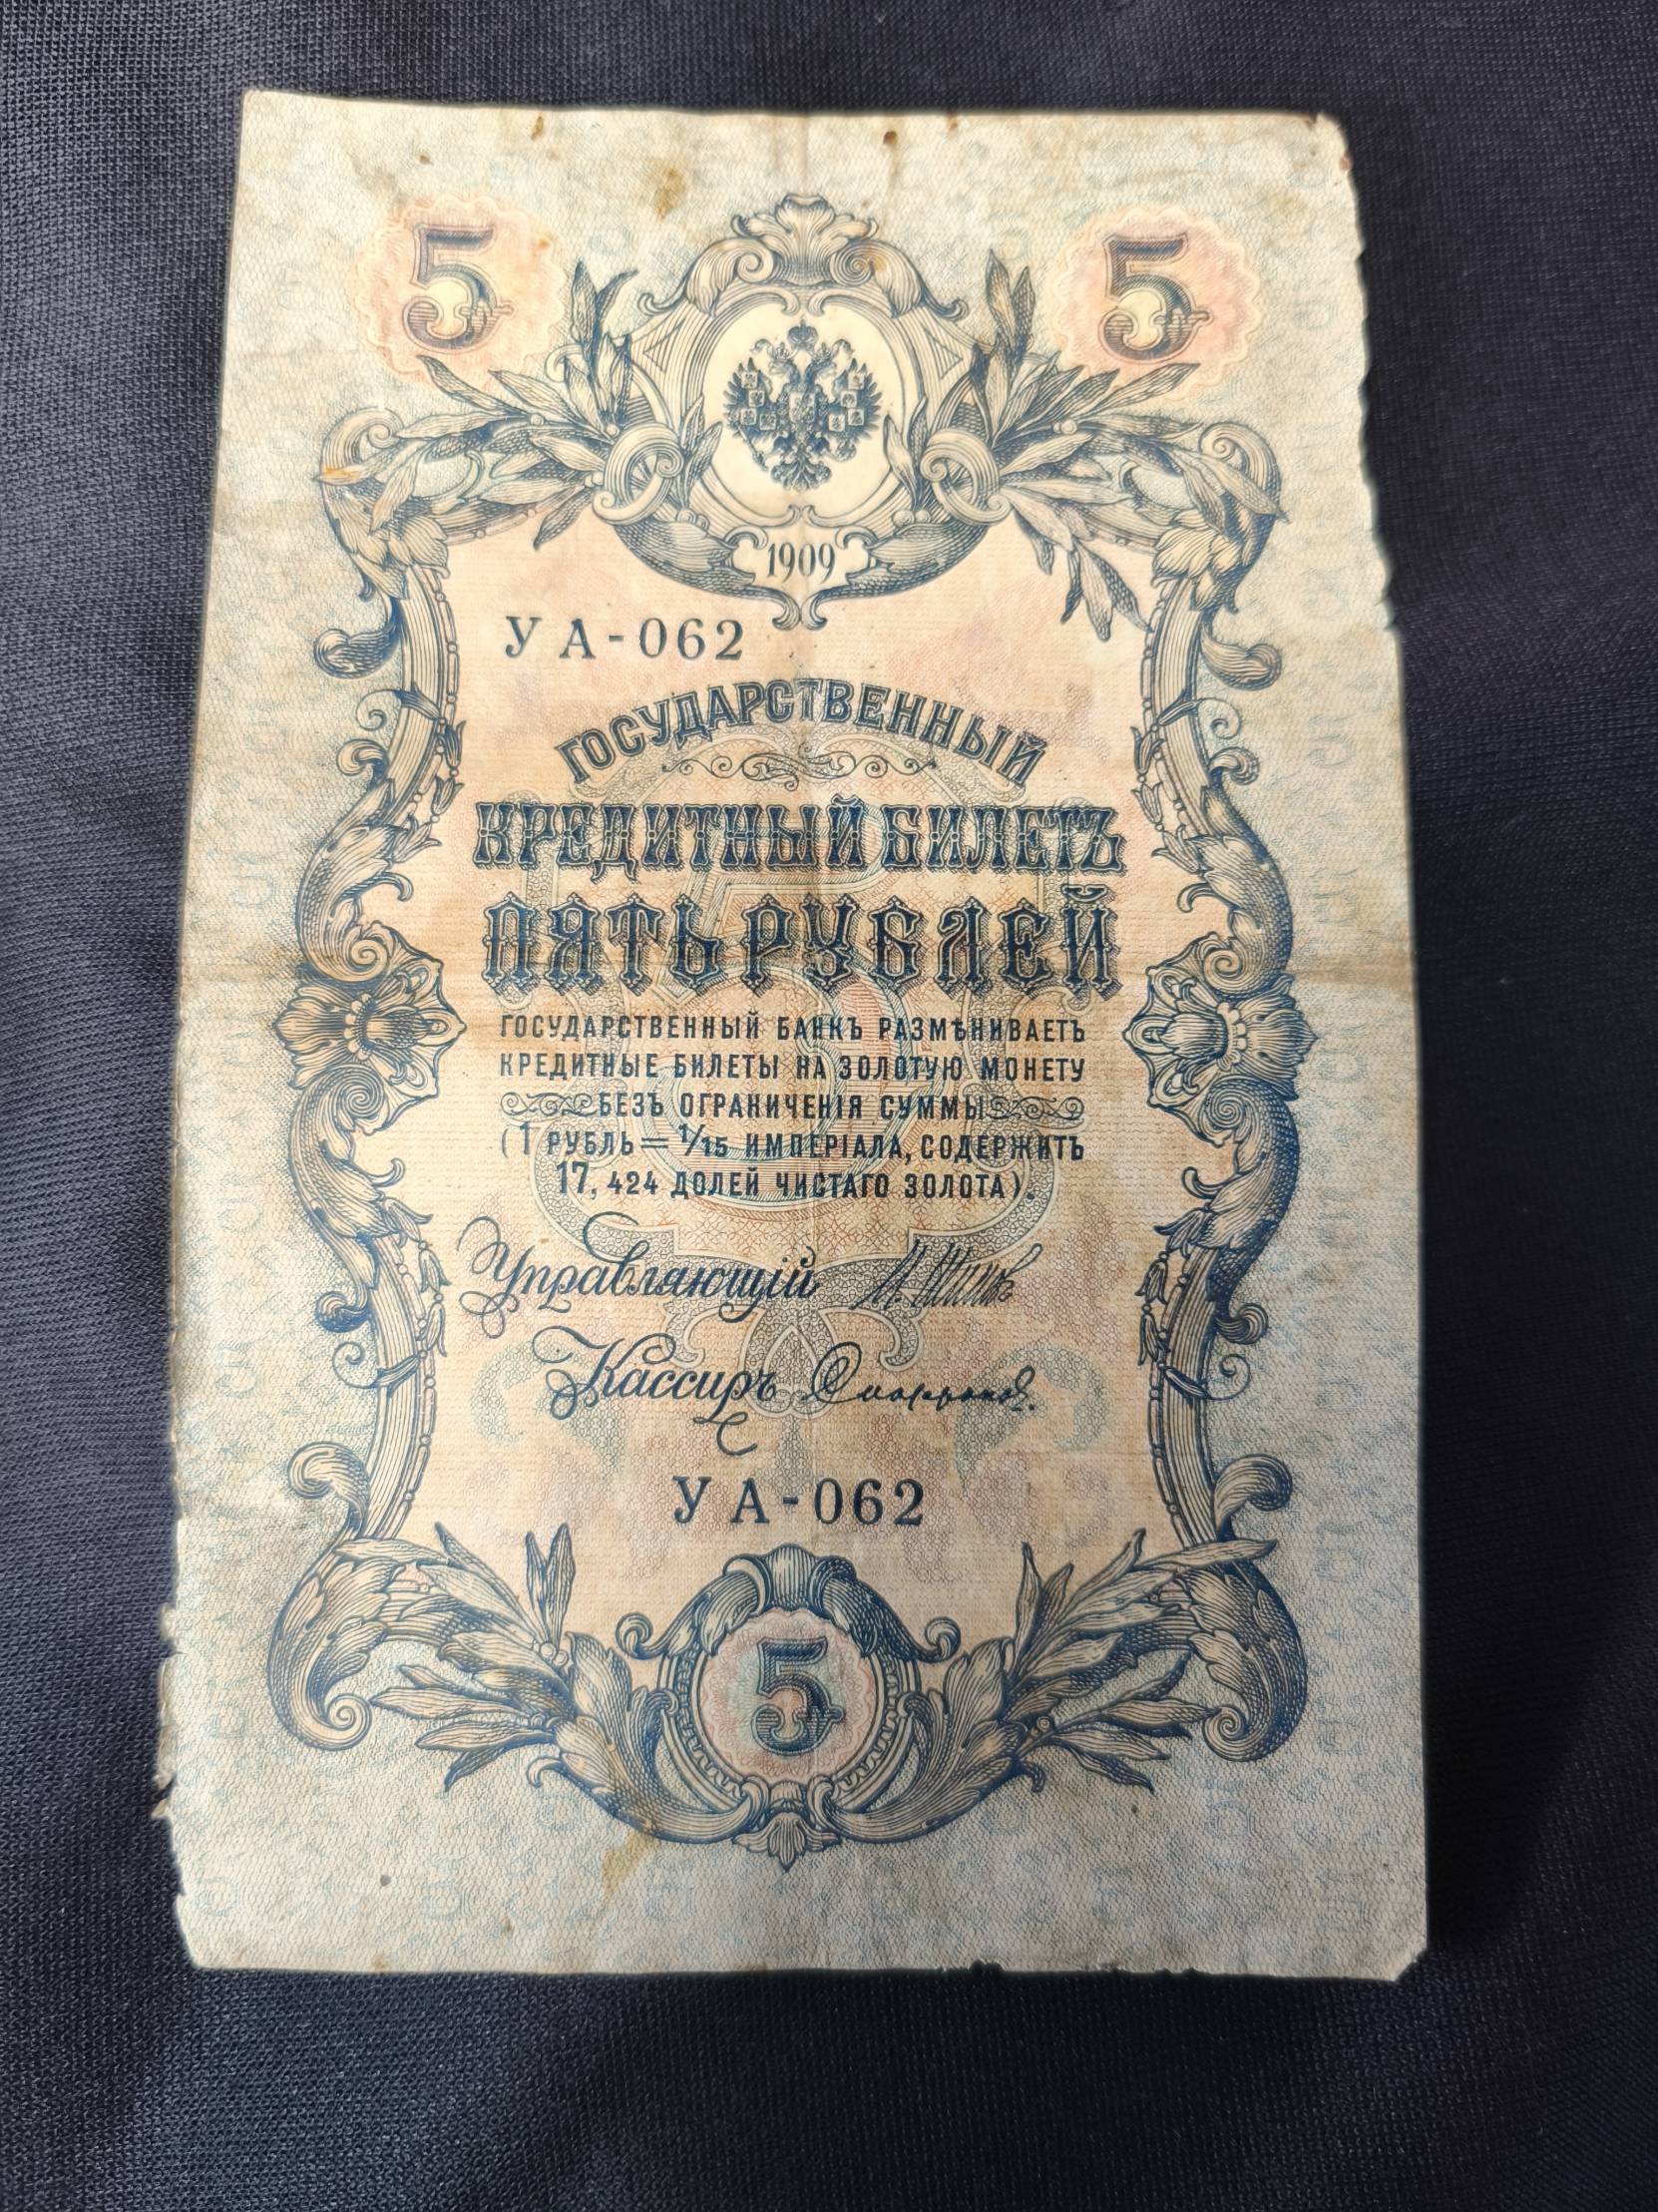 5 5
1909
УА-062
ГОСУДАРСТВЕННЫЙ
КРЕДИТНЫЙ БИЛЕТЪ
ПЯТЬ РУБЛЕЙ
ГОСУДАРСТВЕННЫЙ БАНКЪ РАЗМѢНИВАЕТЪ
КРЕДИТНЫЕ БИЛЕТЫ НА ЗОЛОТУЮ МОНЕТУ
БЕЗЪ ОГРАНИЧЕНІЯ СУММЫ
(1 РУБЛЬ = 1/15 ИМПЕРІАЛА, СОДЕРЖИТЪ
17, 424 ДОЛЕЙ ЧИСТАГО ЗОЛОТА).
Управляющій
Кассиръ
УА-062
5